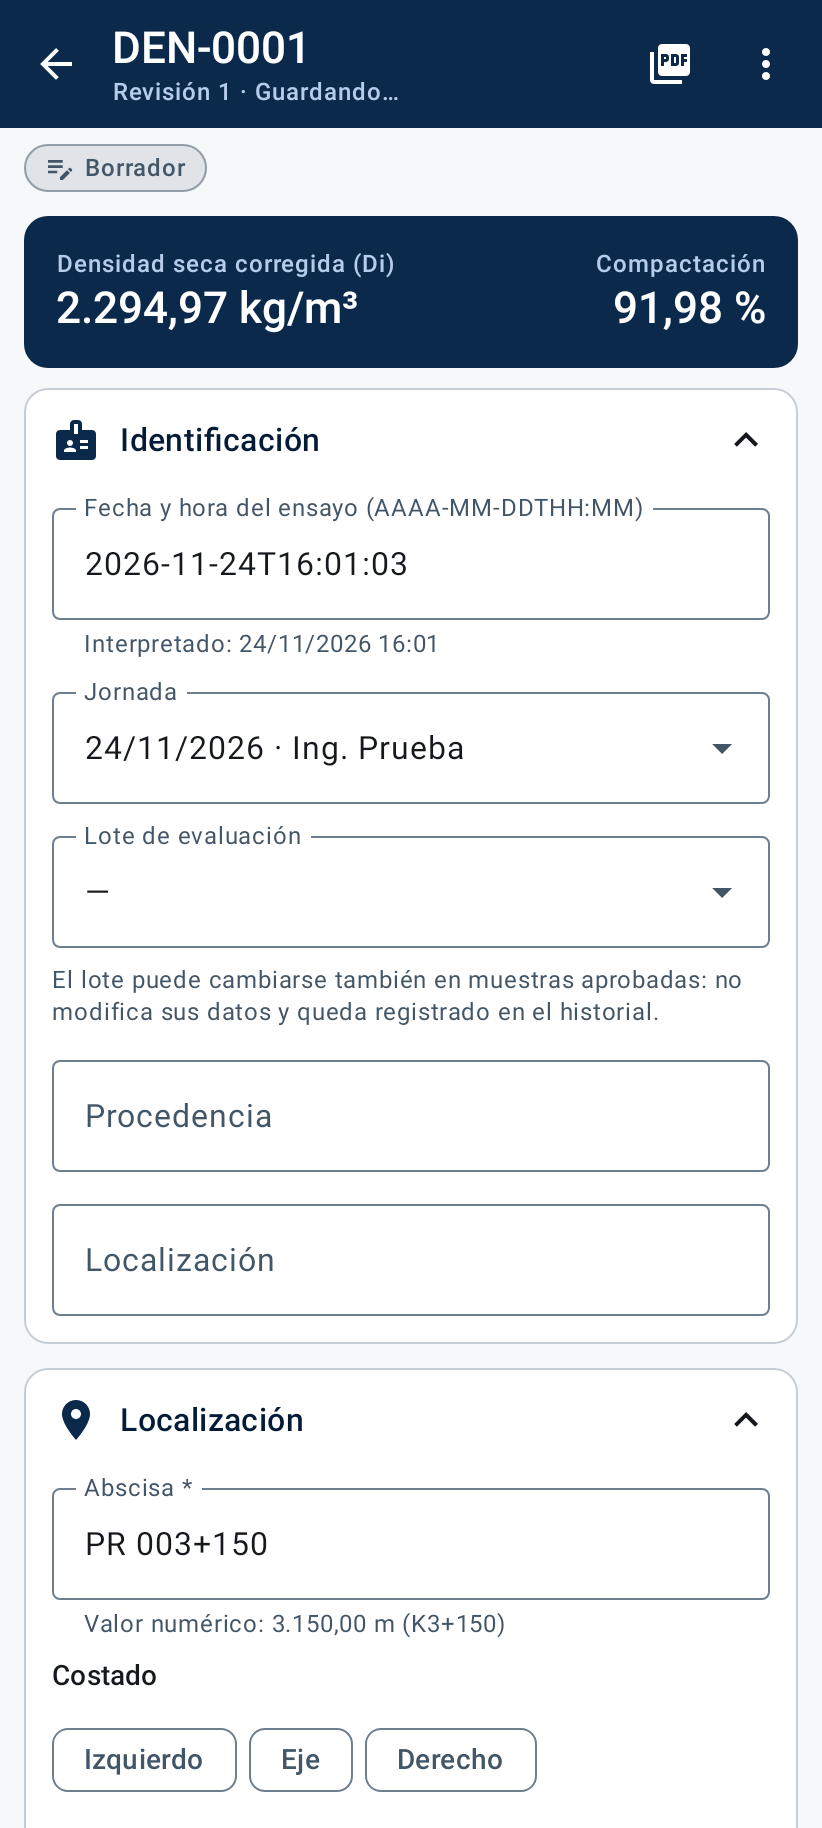 DEN-0001
Revisión 1 · Guardando…
PDF
Borrador
Densidad seca corregida (Di)
2.294,97 kg/m³
Compactación
91,98 %
Identificación
Fecha y hora del ensayo (AAAA-MM-DDTHH:MM)
2026-11-24T16:01:03
Interpretado: 24/11/2026 16:01
Jornada
24/11/2026 · Ing. Prueba
Lote de evaluación
—
El lote puede cambiarse también en muestras aprobadas: no
modifica sus datos y queda registrado en el historial.
Procedencia
Localización
Localización
Abscisa *
PR 003+150
Valor numérico: 3.150,00 m (K3+150)
Costado
Izquierdo
Eje
Derecho